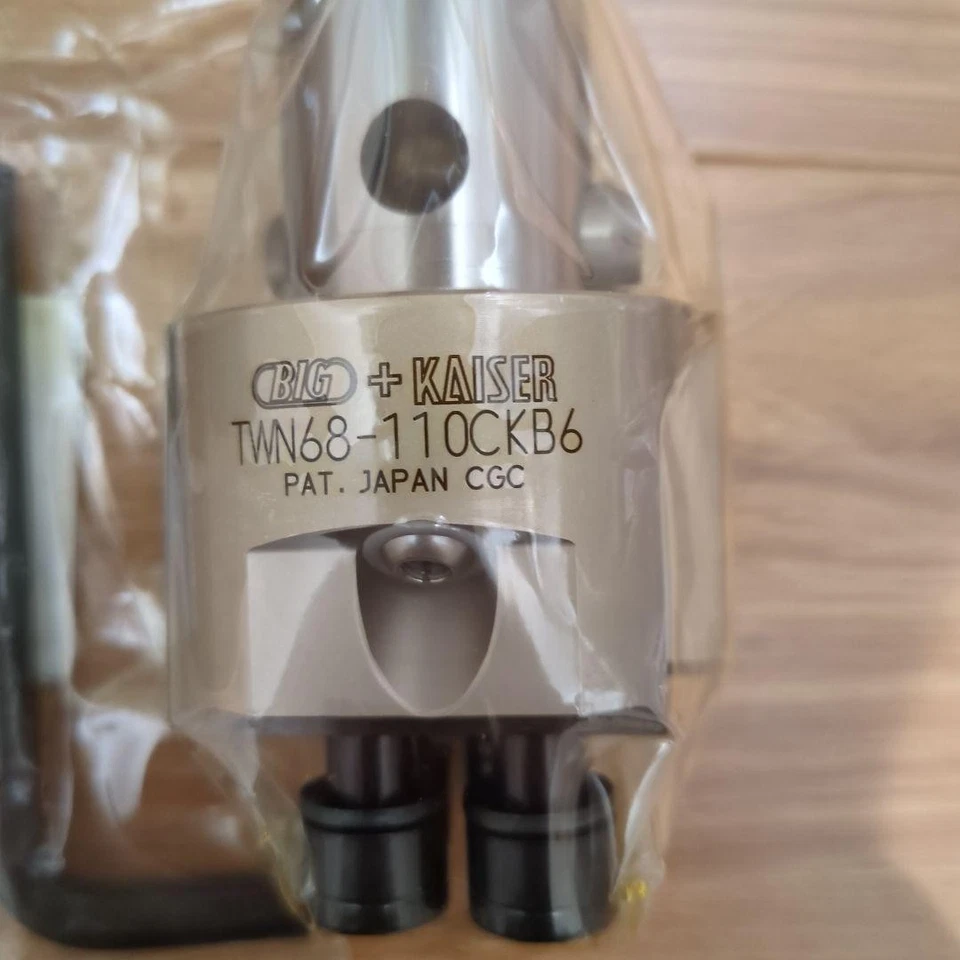 BIG + KAISER
TWN68-110CKB6
PAT. JAPAN CGC